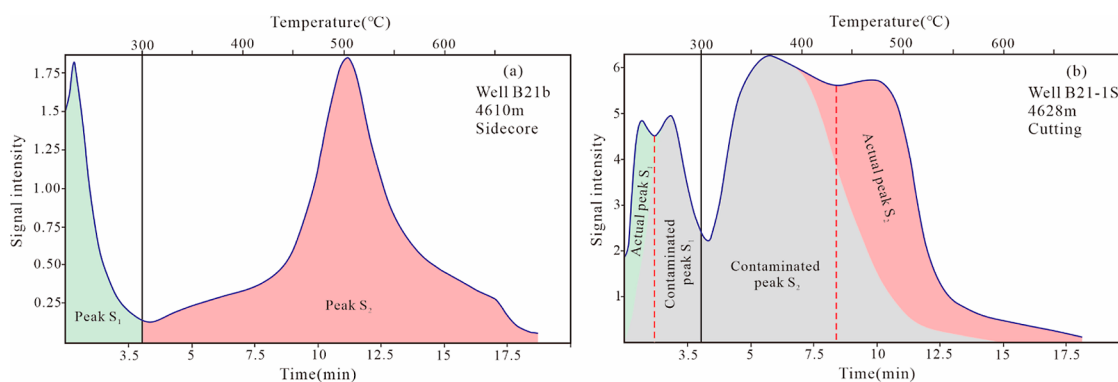 Temperature(℃)
300 400 500 600
(a)
Well B21b
4610m
Sidecore
Signal intensity
1.75
1.5
1.25
1.00
0.75
0.50
0.25
Peak S₁
Peak S₂
3.5 5 7.5 10 12.5 15 17.5
Time(min)
Temperature(℃)
300 400 500 600
(b)
Well B21-1S
4628m
Cutting
Signal intensity
6
5
4
3
2
1
Actual peak S₁
Contaminated
peak S₁
Contaminated
peak S₂
Actual peak S₂
3.5 5 7.5 10 12.5 15 17.5
Time(min)